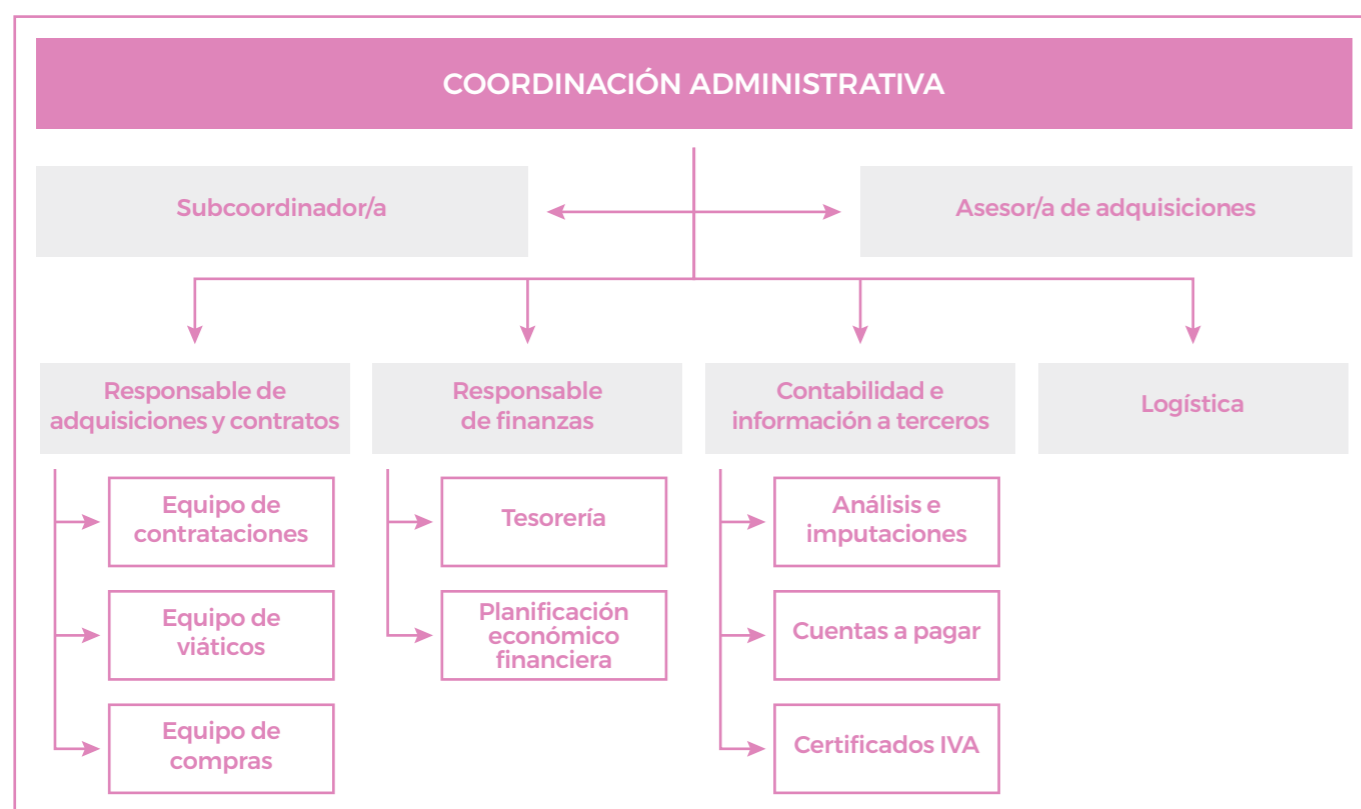 COORDINACIÓN ADMINISTRATIVA
Subcoordinador/a
Asesor/a de adquisiciones
Responsable de
adquisiciones y contratos
Responsable
de finanzas
Contabilidad e
información a terceros
Logística
Equipo de
contrataciones
Equipo de
viáticos
Equipo de
compras
Tesorería
Planificación
económico
financiera
Análisis e
imputaciones
Cuentas a pagar
Certificados IVA